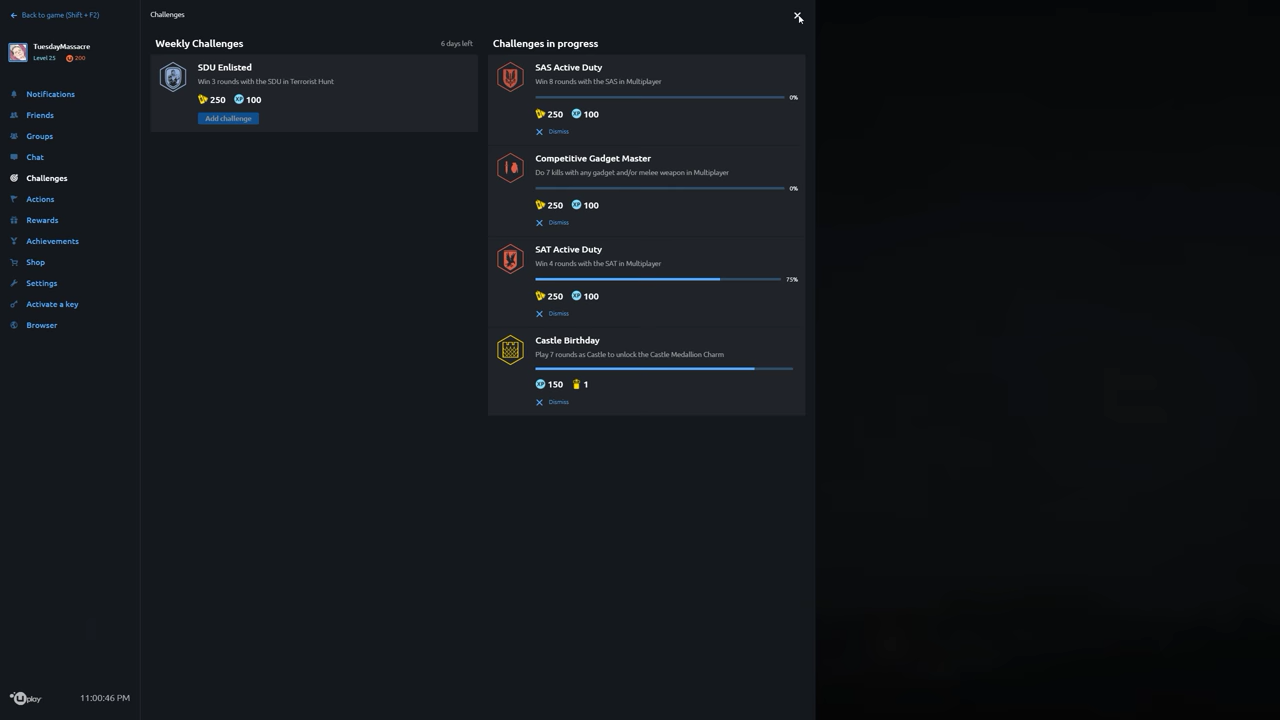 Back to game (Shift + F2)
TuesdayMassacre
Level 25 200
Notifications
Friends
Groups
Chat
Challenges
Actions
Rewards
Achievements
Shop
Settings
Activate a key
Browser
uplay
11:00:46 PM
Challenges
Weekly Challenges
6 days left
SDU Enlisted
Win 3 rounds with the SDU in Terrorist Hunt
250 XP 100
Add challenge
Challenges in progress
SAS Active Duty
Win 8 rounds with the SAS in Multiplayer
0%
250 XP 100
Dismiss
Competitive Gadget Master
Do 7 kills with any gadget and/or melee weapon in Multiplayer
0%
250 XP 100
Dismiss
SAT Active Duty
Win 4 rounds with the SAT in Multiplayer
75%
250 XP 100
Dismiss
Castle Birthday
Play 7 rounds as Castle to unlock the Castle Medallion Charm
XP 150 1
Dismiss